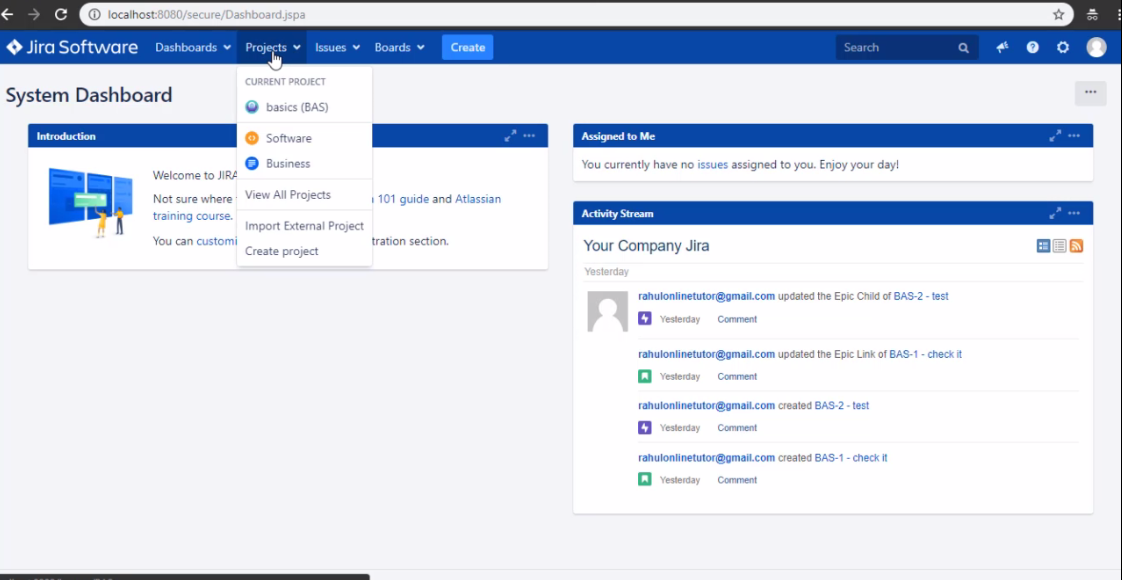 localhost:8080/secure/Dashboard.jspa
Jira Software Dashboards Projects Issues Boards Create Search
CURRENT PROJECT
basics (BAS)
Software
Business
View All Projects
Import External Project
Create project
System Dashboard
Introduction
Welcome to JIRA
Not sure where 101 guide and Atlassian
training course.
You can customi tration section.
Assigned to Me
You currently have no issues assigned to you. Enjoy your day!
Activity Stream
Your Company Jira
Yesterday
rahulonlinetutor@gmail.com updated the Epic Child of BAS-2 - test
Yesterday Comment
rahulonlinetutor@gmail.com updated the Epic Link of BAS-1 - check it
Yesterday Comment
rahulonlinetutor@gmail.com created BAS-2 - test
Yesterday Comment
rahulonlinetutor@gmail.com created BAS-1 - check it
Yesterday Comment